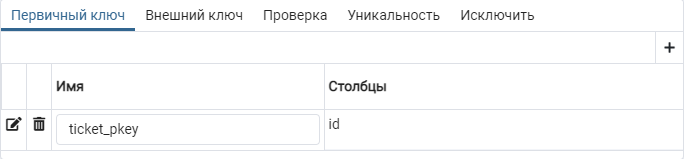 Первичный ключ Внешний ключ Проверка Уникальность Исключить
Имя Столбцы
ticket_pkey id